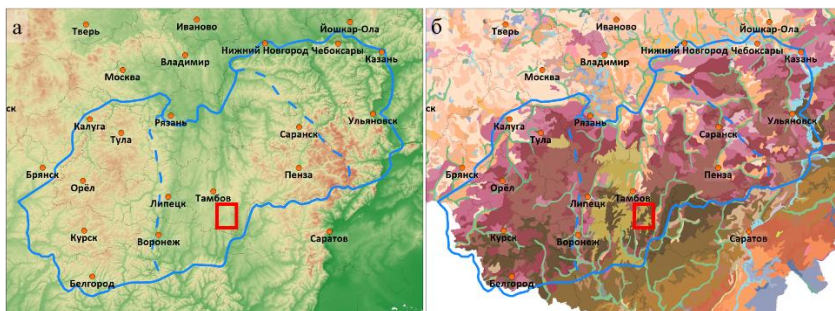 а
Тверь
Иваново
Йошкар-Ола
Нижний Новгород
Чебоксары
Владимир
Казань
Москва
ск
Рязань
Калуга
Тула
Ульяновск
Саранск
Брянск
Орёл
Пенза
Липецк
Тамбов
Курск
Воронеж
Саратов
Белгород
б
Тверь
Иваново
Йошкар-Ола
Нижний Новгород
Чебоксары
Владимир
Казань
Москва
ск
Рязань
Калуга
Тула
Ульяновск
Саранск
Брянск
Орёл
Пенза
Липецк
Тамбов
Курск
Воронеж
Саратов
Белгород